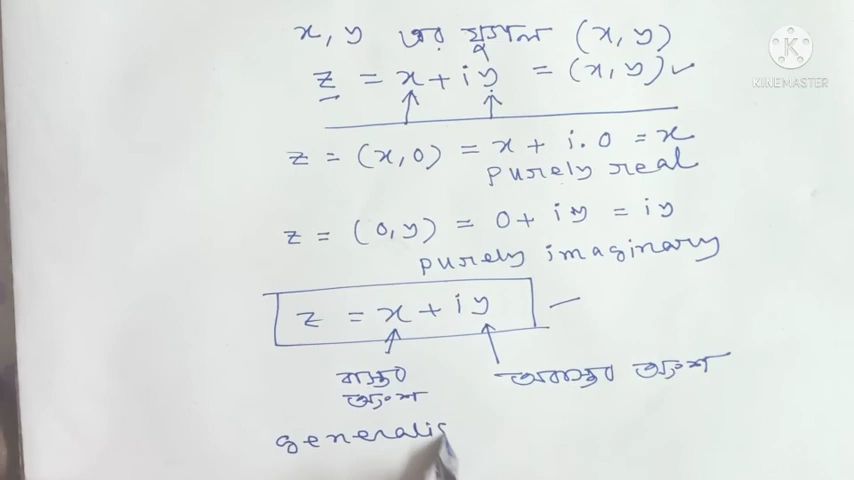 x, y এর যুগল (x, y)
z = x + iy = (x, y) ✓
z = (x, 0) = x + i.0 = x
purely real
z = (0, y) = 0 + iy = iy
purely imaginary
z = x + iy
বাস্তব অংশ
অবাস্তব অংশ
generalis
K
KINEMASTER